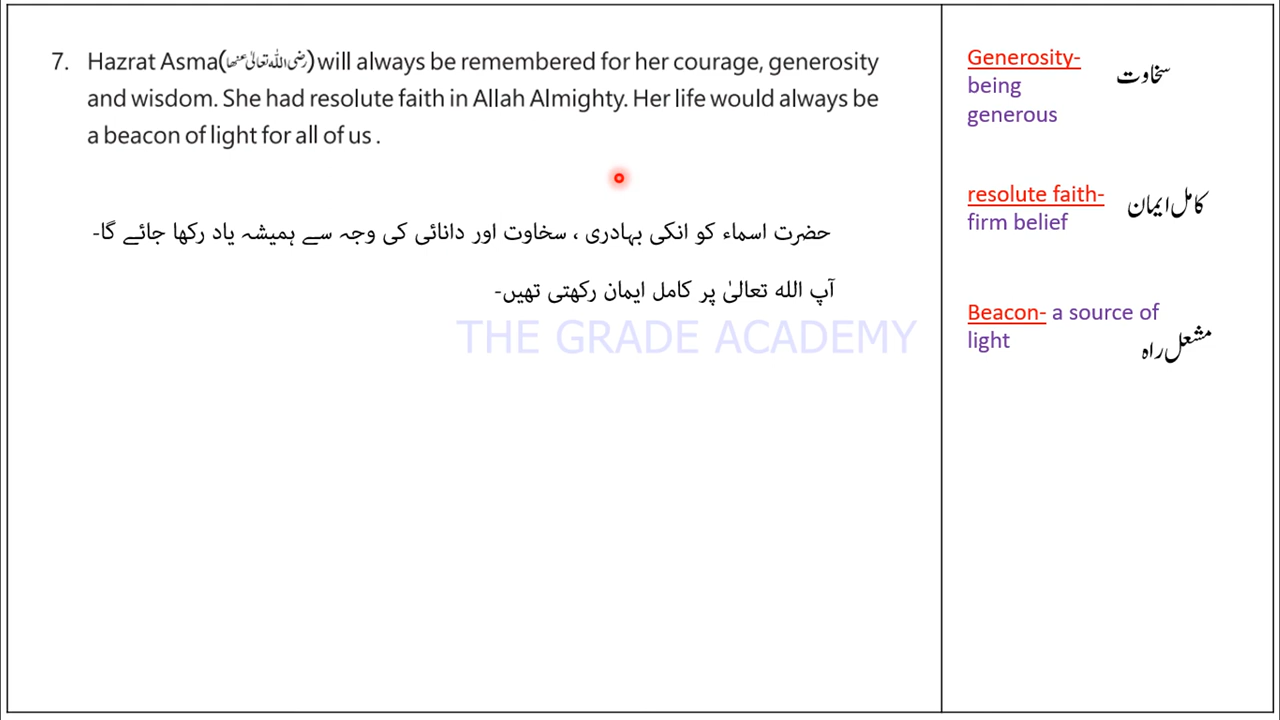 7. Hazrat Asma(رضی اللہ تعالیٰ عنھا) will always be remembered for her courage, generosity
and wisdom. She had resolute faith in Allah Almighty. Her life would always be
a beacon of light for all of us .
حضرت اسماء کو انکی بہادری ، سخاوت اور دانائی کی وجہ سے ہمیشہ یاد رکھا جائے گا-
آپ اللہ تعالیٰ پر کامل ایمان رکھتی تھیں-
THE GRADE ACADEMY
Generosity- سخاوت
being
generous
resolute faith- کامل ایمان
firm belief
Beacon- a source of
light مشعل راہ